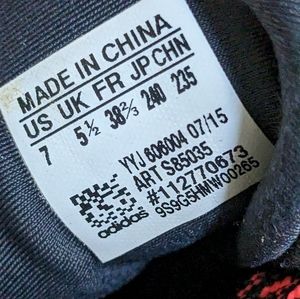 MADE IN CHINA
US UK FR JP CHN
7 5½ 38⅔ 240 235
YYJ 606004 07/15
ART S85035
#112770673
9S9G5HMW00265
adidas